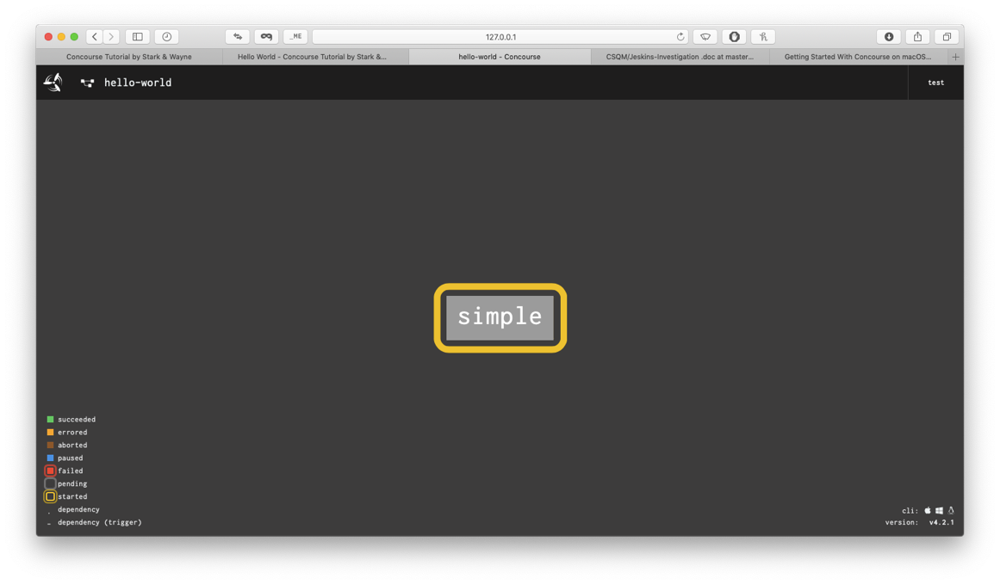 _ME
127.0.0.1
Concourse Tutorial by Stark & Wayne
Hello World - Concourse Tutorial by Stark &...
hello-world - Concourse
CSQM/Jeskins-Investigation .doc at master...
Getting Started With Concourse on macOS...
hello-world
test
simple
succeeded
errored
aborted
paused
failed
pending
started
dependency
dependency (trigger)
cli:
version: v4.2.1